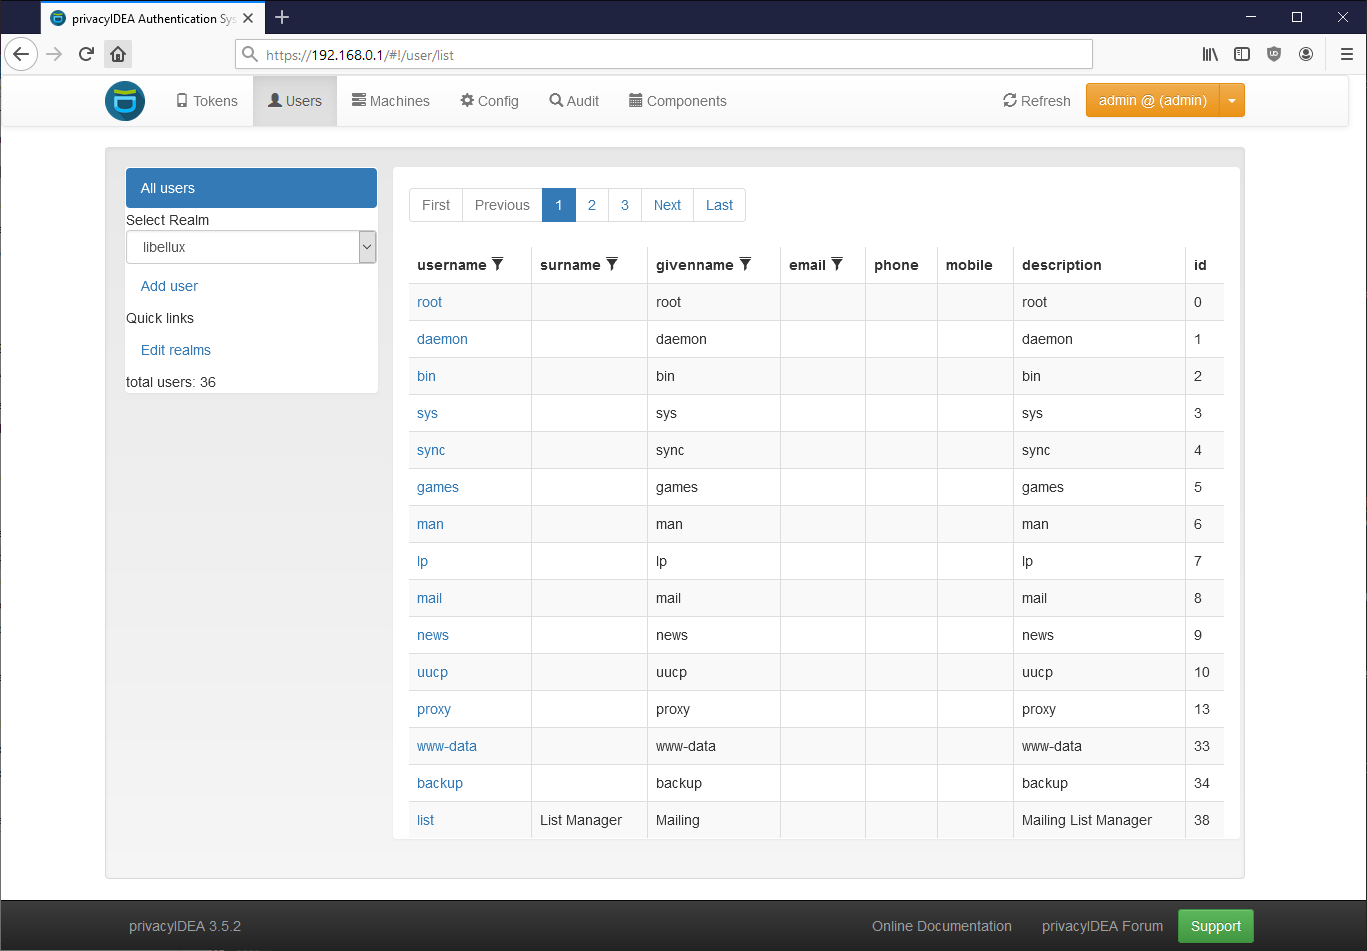 privacyIDEA Authentication Sys
https://192.168.0.1/#!/user/list
Tokens Users Machines Config Audit Components Refresh admin @ (admin)
All users
Select Realm
libellux
Add user
Quick links
Edit realms
total users: 36
First Previous 1 2 3 Next Last
username surname givenname email phone mobile description id
root root root 0
daemon daemon daemon 1
bin bin bin 2
sys sys sys 3
sync sync sync 4
games games games 5
man man man 6
lp lp lp 7
mail mail mail 8
news news news 9
uucp uucp uucp 10
proxy proxy proxy 13
www-data www-data www-data 33
backup backup backup 34
list List Manager Mailing Mailing List Manager 38
privacyIDEA 3.5.2 Online Documentation privacyIDEA Forum Support